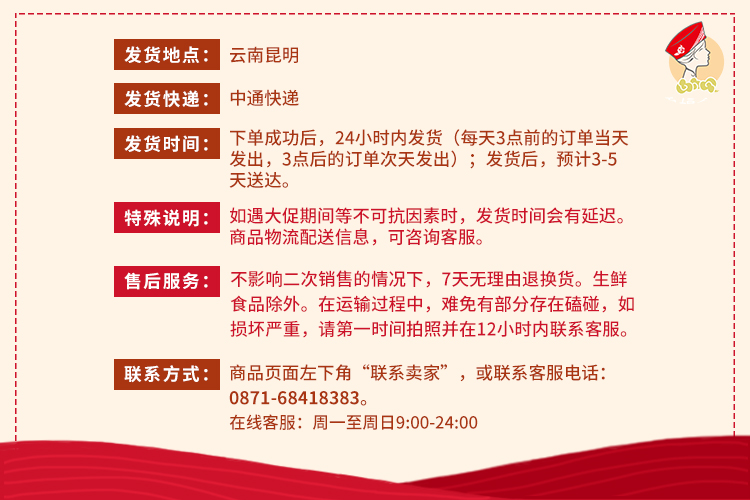 发货地点：云南昆明
发货快递：中通快递
发货时间：下单成功后，24小时内发货（每天3点前的订单当天
发出，3点后的订单次天发出）；发货后，预计3-5
天送达。
特殊说明：如遇大促期间等不可抗因素时，发货时间会有延迟。
商品物流配送信息，可咨询客服。
售后服务：不影响二次销售的情况下，7天无理由退换货。生鲜
食品除外。在运输过程中，难免有部分存在磕碰，如
损坏严重，请第一时间拍照并在12小时内联系客服。
联系方式：商品页面左下角“联系卖家”，或联系客服电话：
0871-68418383。
在线客服：周一至周日9:00-24:00